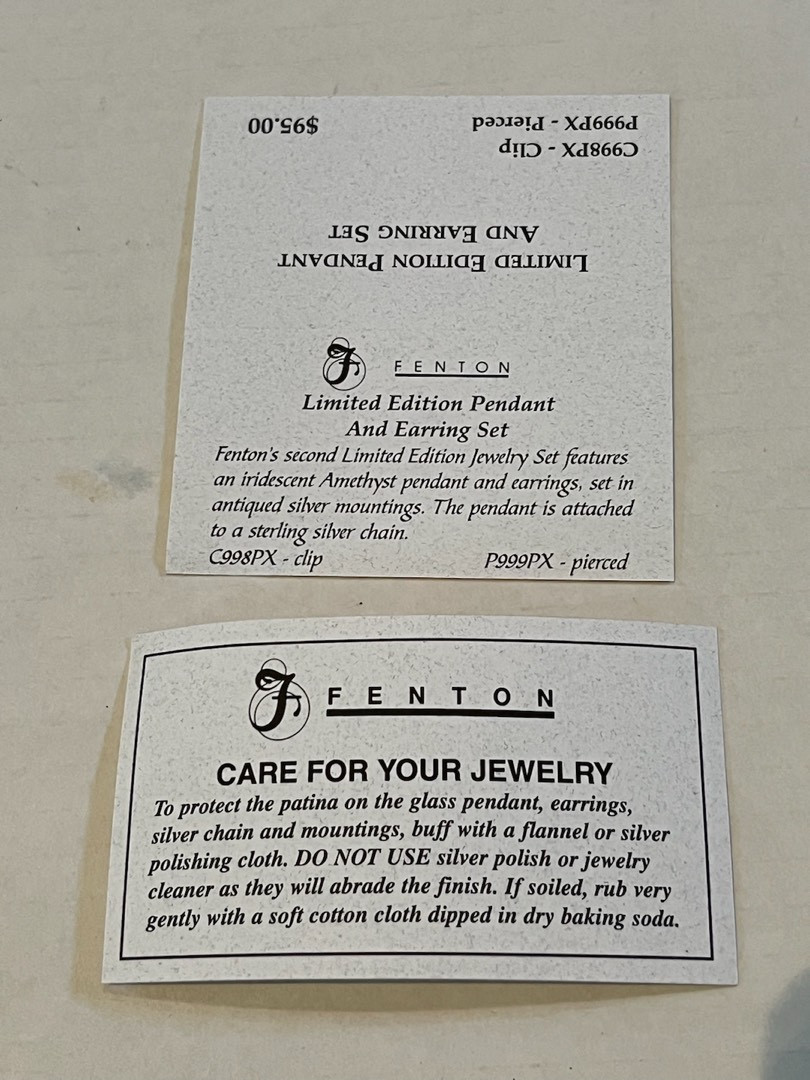 $95.00
P999PX - Pierced
C998PX - Clip
LIMITED EDITION PENDANT
AND EARRING SET
F FENTON
Limited Edition Pendant
And Earring Set
Fenton's second Limited Edition Jewelry Set features
an iridescent Amethyst pendant and earrings, set in
antiqued silver mountings. The pendant is attached
to a sterling silver chain.
C998PX - clip P999PX - pierced
F FENTON
CARE FOR YOUR JEWELRY
To protect the patina on the glass pendant, earrings,
silver chain and mountings, buff with a flannel or silver
polishing cloth. DO NOT USE silver polish or jewelry
cleaner as they will abrade the finish. If soiled, rub very
gently with a soft cotton cloth dipped in dry baking soda.